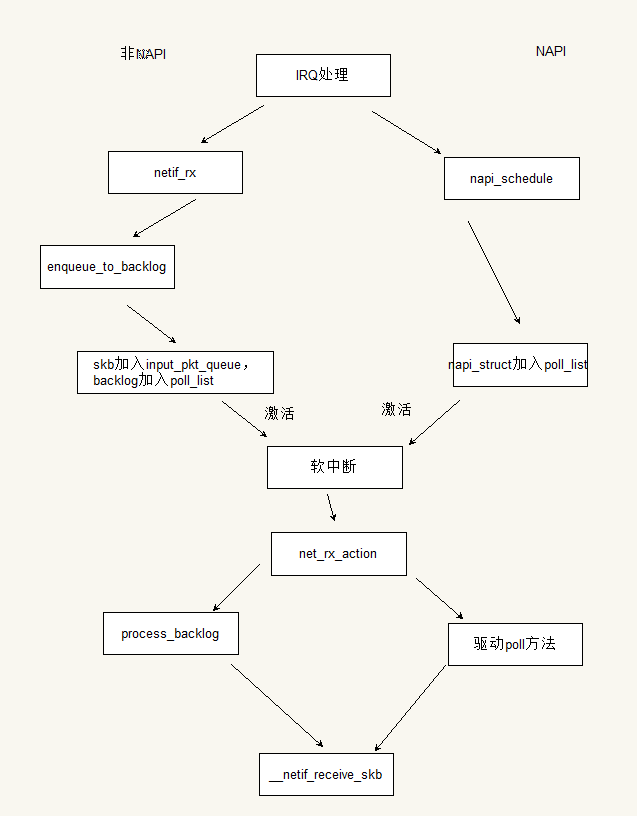 非NAPI
NAPI
IRQ处理
netif_rx
napi_schedule
enqueue_to_backlog
skb加入input_pkt_queue，
backlog加入poll_list
napi_struct加入poll_list
激活
激活
软中断
net_rx_action
process_backlog
驱动poll方法
__netif_receive_skb